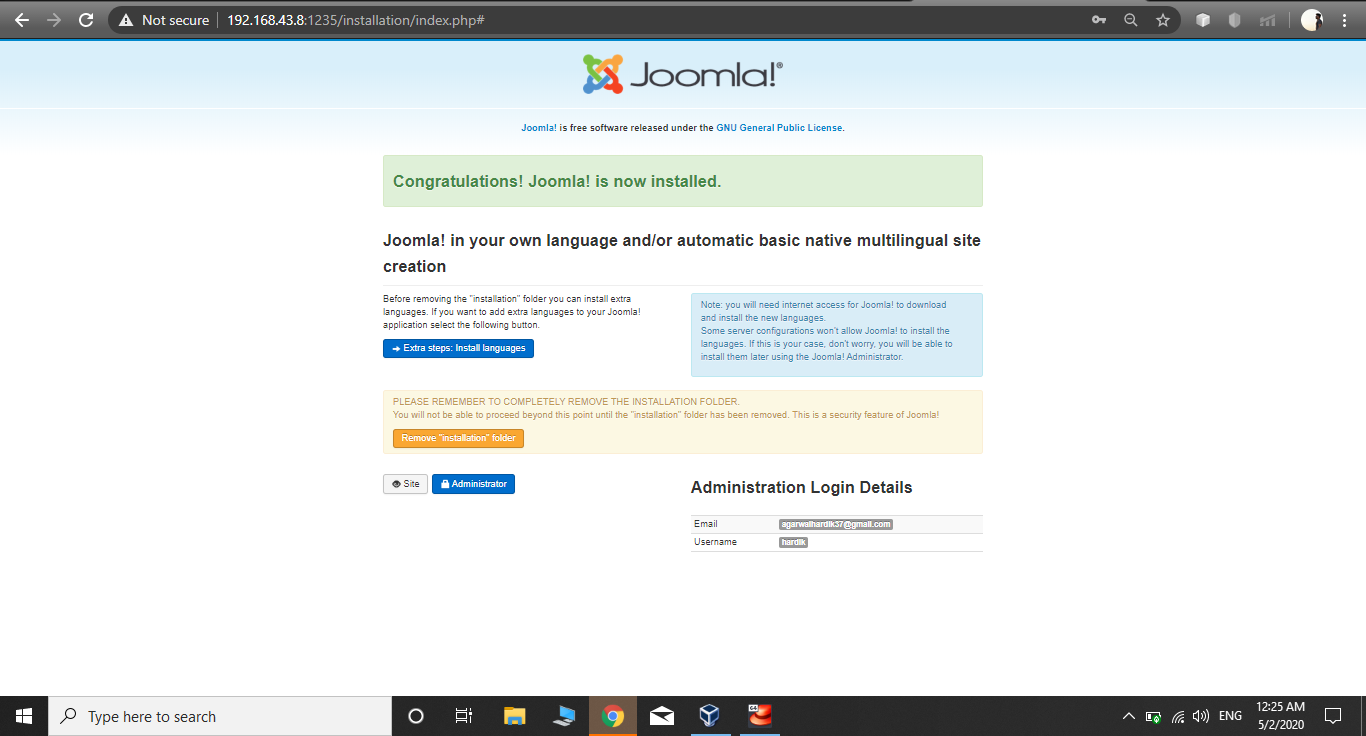 Not secure
192.168.43.8:1235/installation/index.php#
Joomla!®
Joomla! is free software released under the GNU General Public License.
Congratulations! Joomla! is now installed.
Joomla! in your own language and/or automatic basic native multilingual site
creation
Before removing the "installation" folder you can install extra
languages. If you want to add extra languages to your Joomla!
application select the following button.
Extra steps: Install languages
Note: you will need internet access for Joomla! to download
and install the new languages.
Some server configurations won't allow Joomla! to install the
languages. If this is your case, don't worry, you will be able to
install them later using the Joomla! Administrator.
PLEASE REMEMBER TO COMPLETELY REMOVE THE INSTALLATION FOLDER.
You will not be able to proceed beyond this point until the "installation" folder has been removed. This is a security feature of Joomla!
Remove "installation" folder
Site
Administrator
Administration Login Details
Email agarwalhardik37@gmail.com
Username hardik
Type here to search
ENG
12:25 AM
5/2/2020